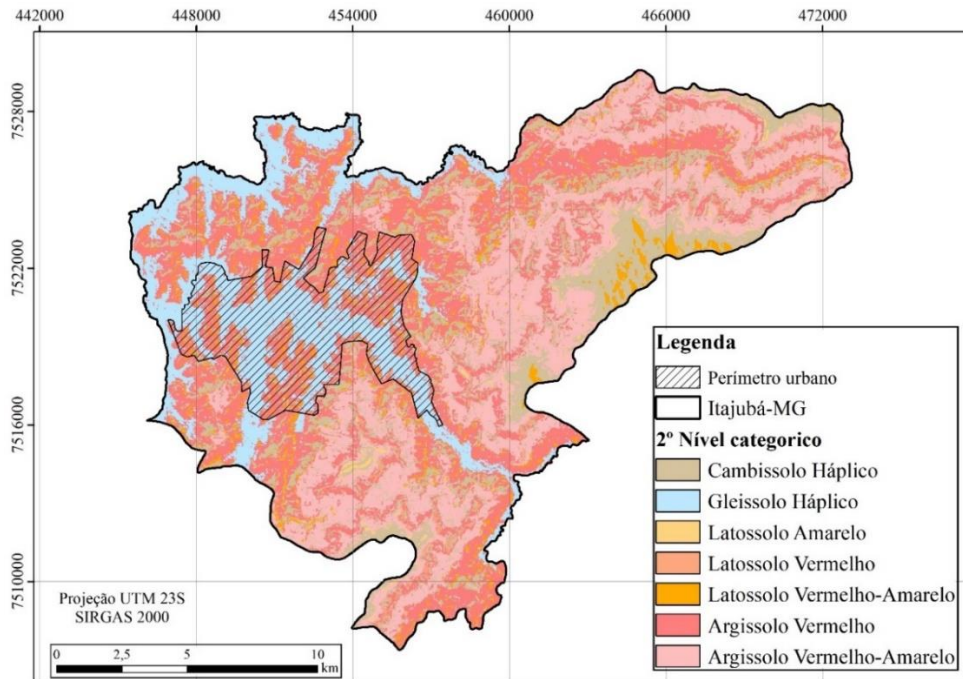 442000 448000 454000 460000 466000 472000
7528000
7522000
7516000
7510000
Legenda
Perímetro urbano
Itajubá-MG
2º Nível categorico
Cambissolo Háplico
Gleissolo Háplico
Latossolo Amarelo
Latossolo Vermelho
Latossolo Vermelho-Amarelo
Argissolo Vermelho
Argissolo Vermelho-Amarelo
Projeção UTM 23S
SIRGAS 2000
0 2,5 5 10
km